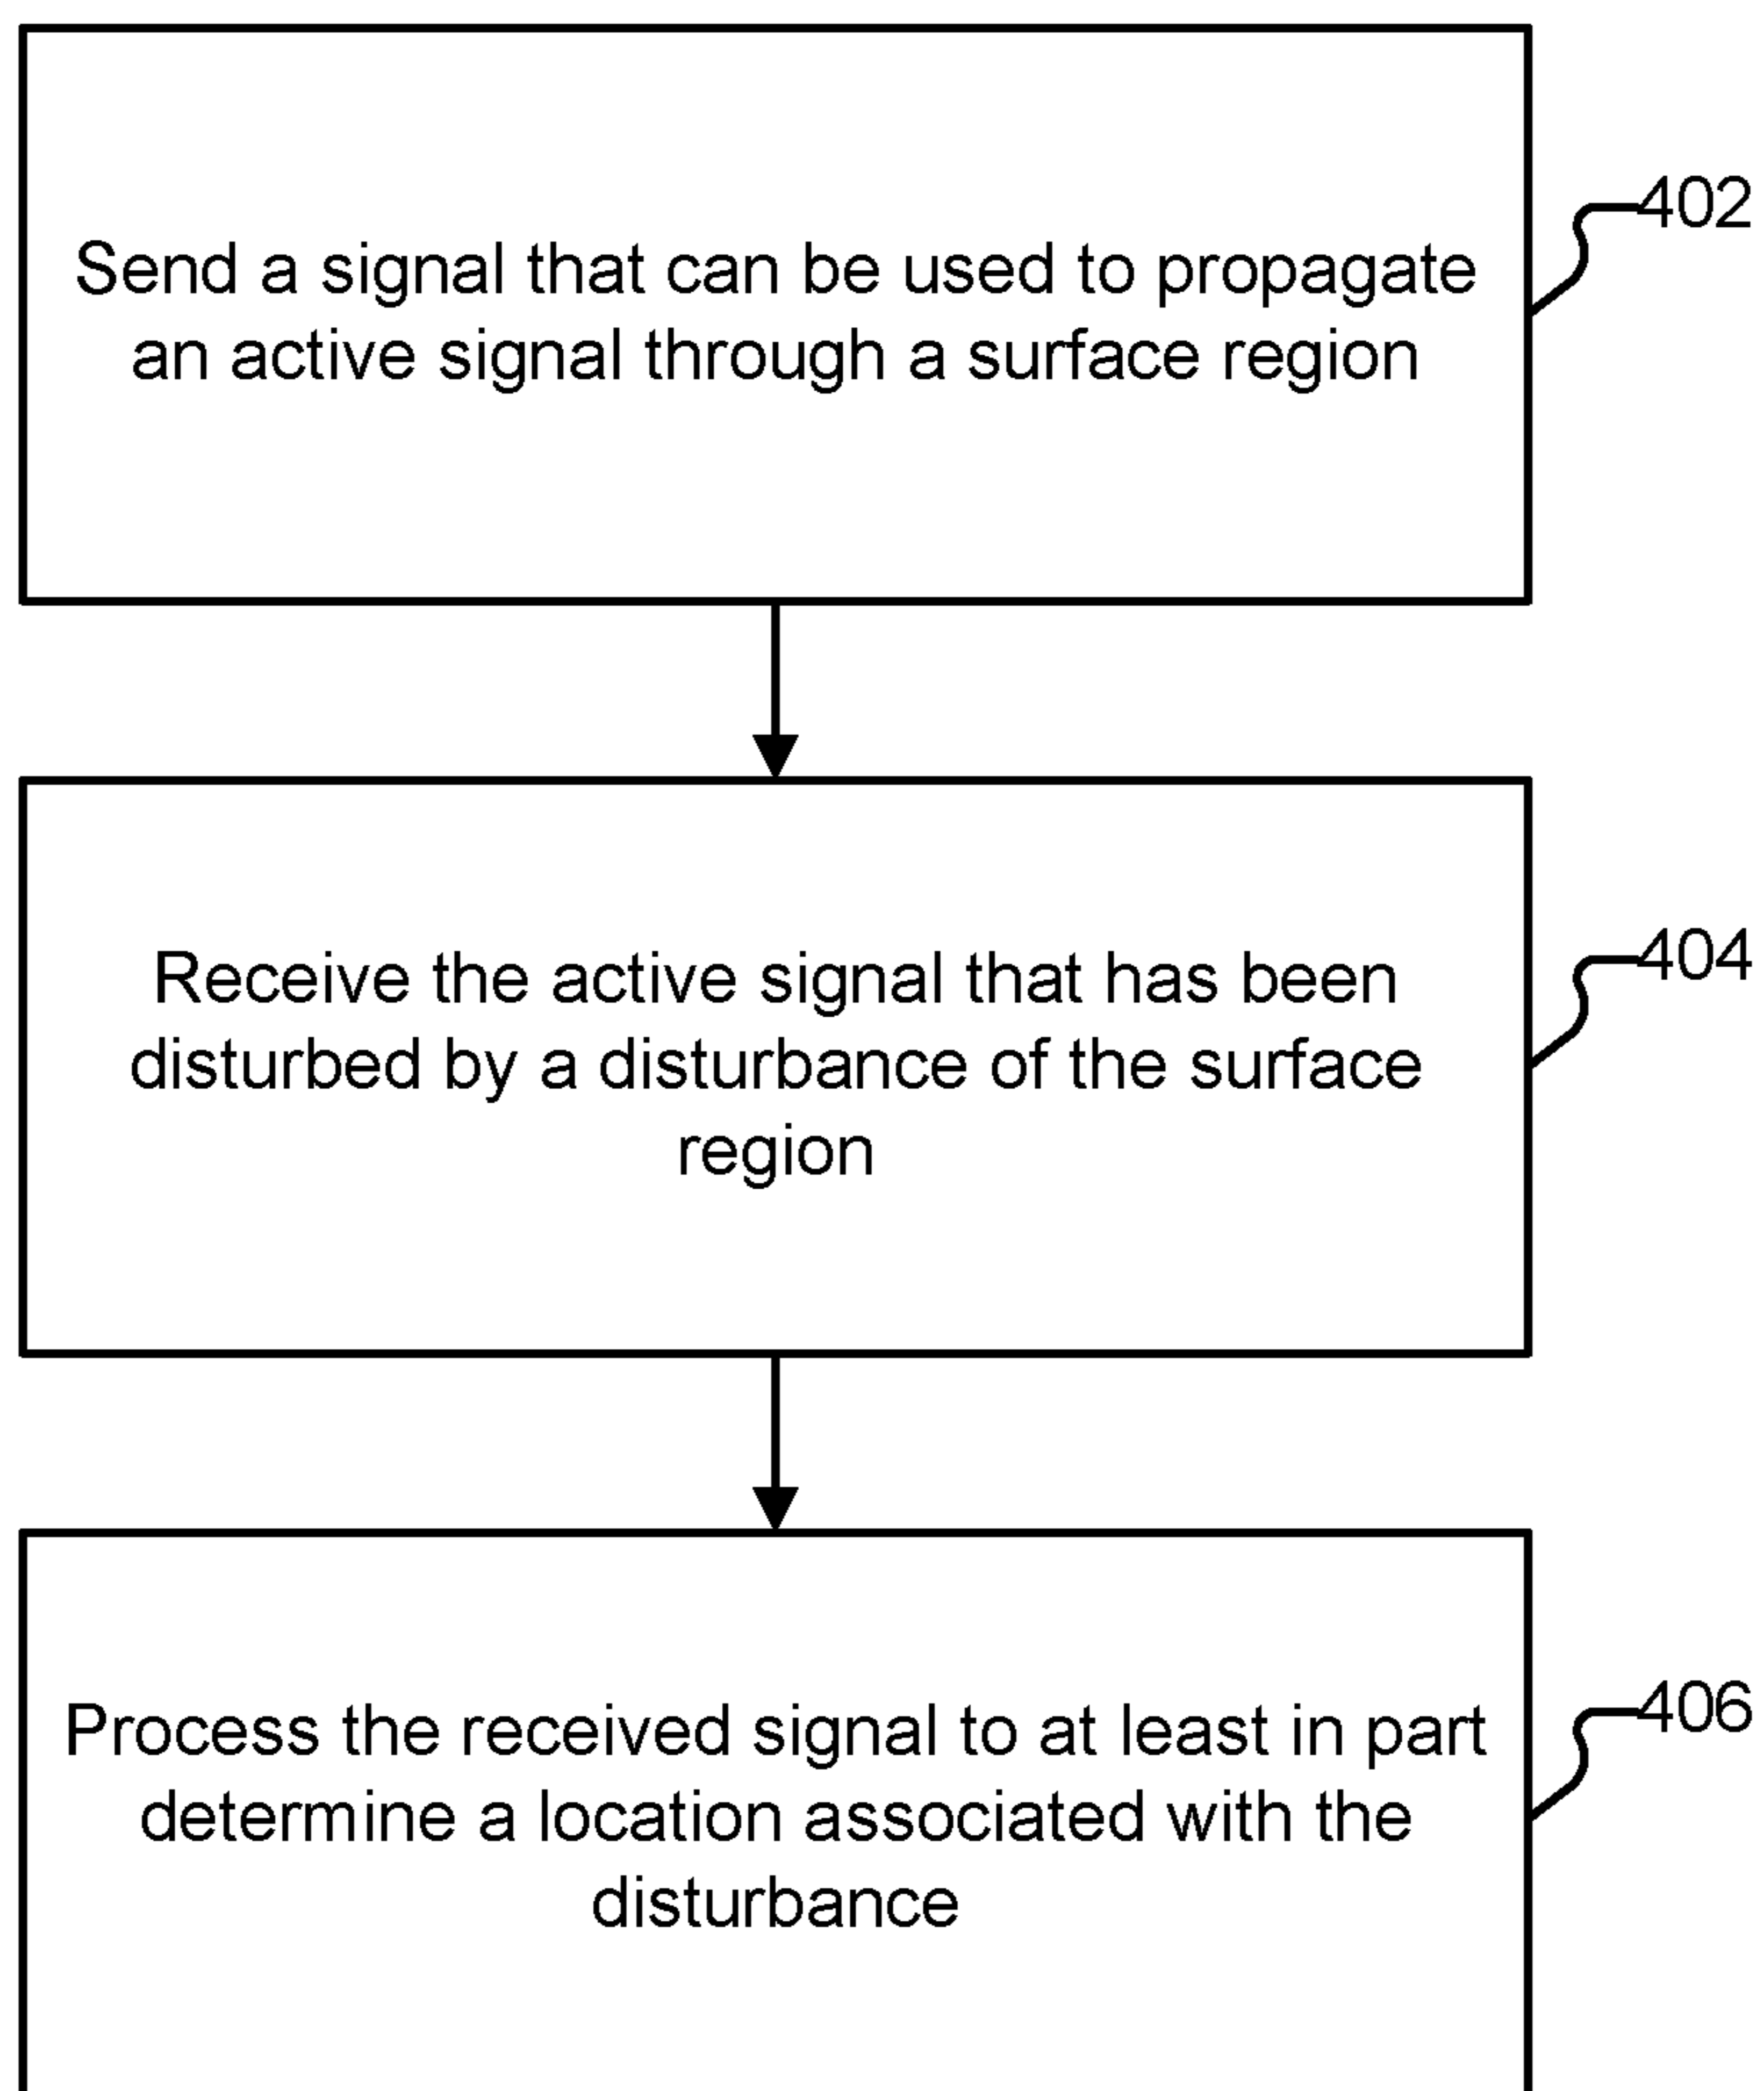 402
Send a signal that can be used to propagate
an active signal through a surface region
404
Receive the active signal that has been
disturbed by a disturbance of the surface
region
406
Process the received signal to at least in part
determine a location associated with the
disturbance